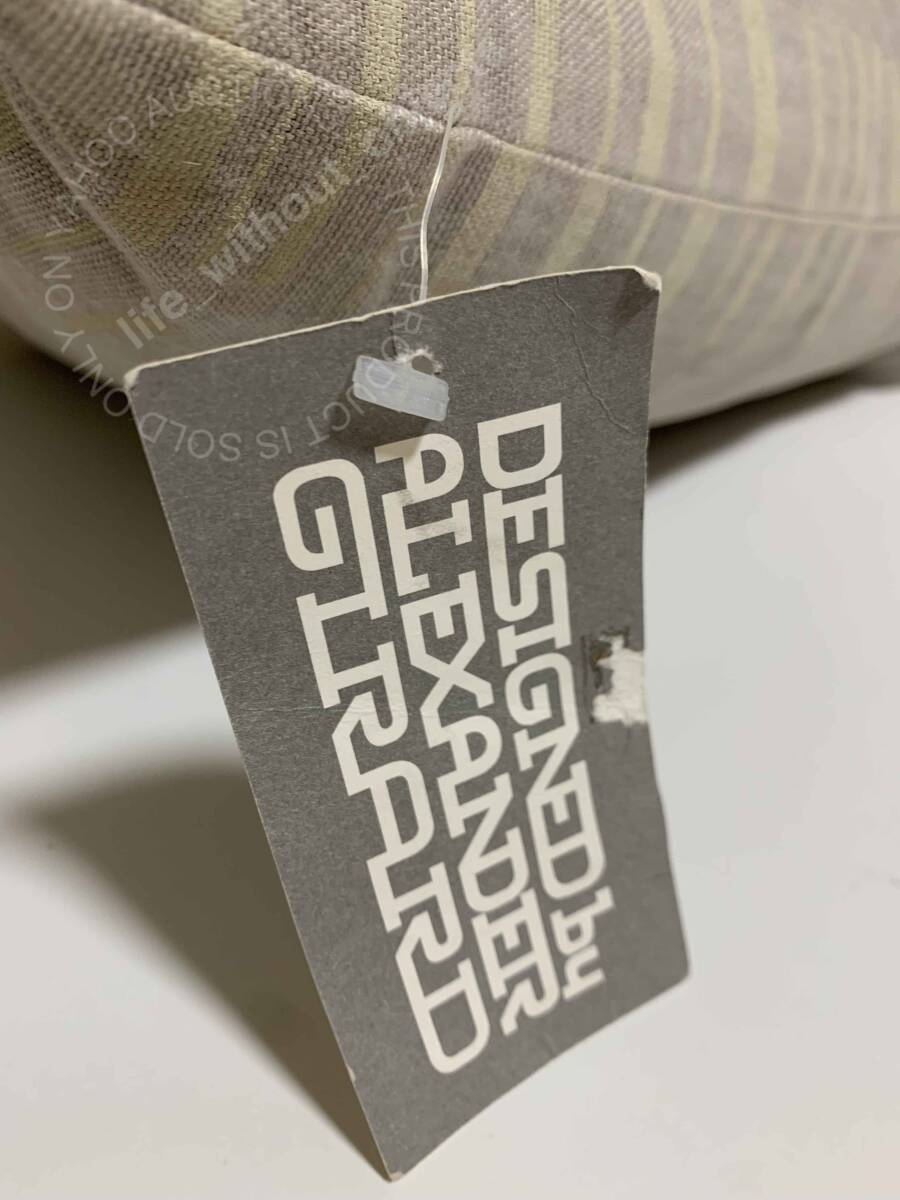 DESIGNED by
ALEXANDER
GIRARD
life_without
THIS PRODUCT IS SOLD ONLY ON